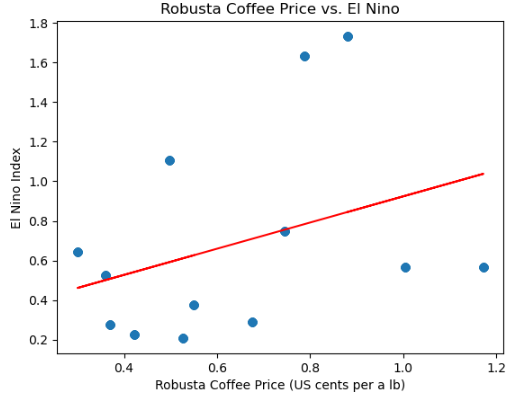 Robusta Coffee Price vs. El Nino
1.8
1.6
1.4
1.2
1.0
0.8
0.6
0.4
0.2
El Nino Index
0.4 0.6 0.8 1.0 1.2
Robusta Coffee Price (US cents per a lb)